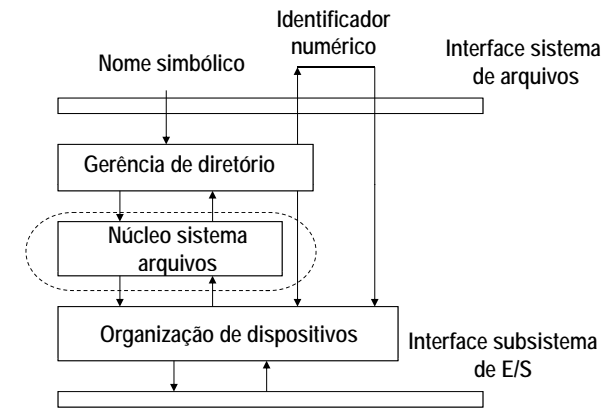 Identificador
numérico
Interface sistema
de arquivos
Nome simbólico
Gerência de diretório
Núcleo sistema
arquivos
Organização de dispositivos
Interface subsistema
de E/S